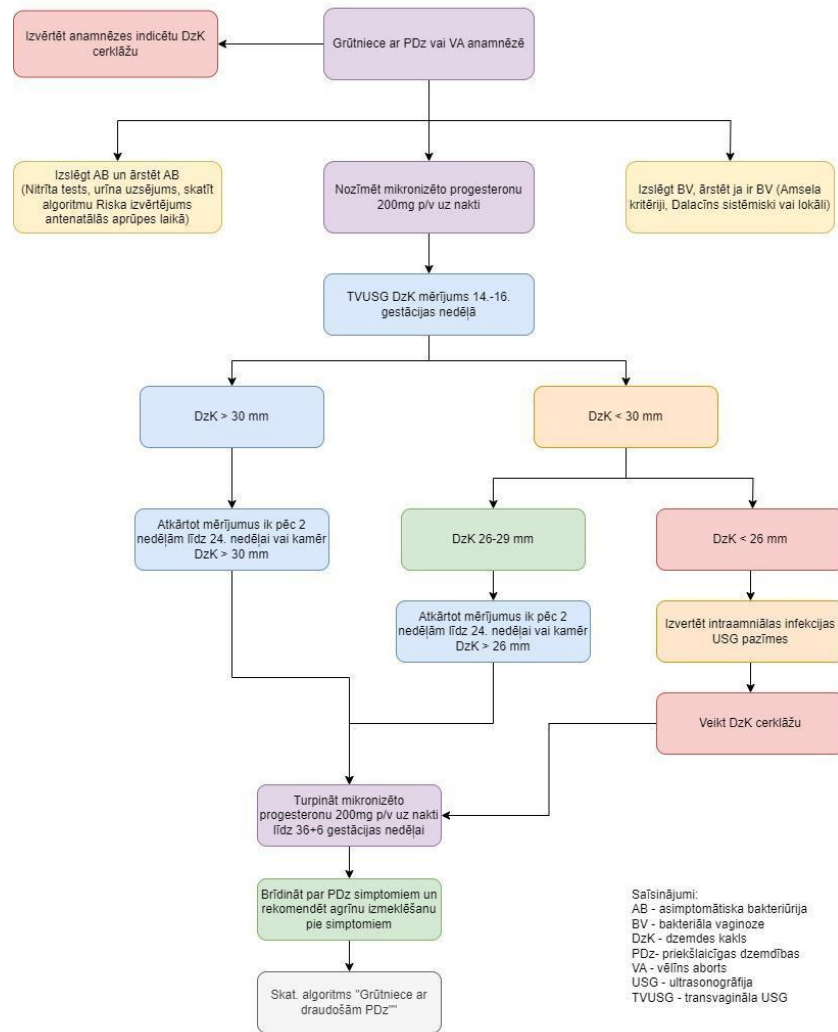 Izvērtēt anamnēzes indicētu DzK
cerklāžu
Grūtniece ar PDz vai VA anamnēzē
Izslēgt AB un ārstēt AB
(Nitrīta tests, urīna uzsējums, skatīt
algoritmu Riska izvērtējums
antenatālās aprūpes laikā)
Nozīmēt mikronizēto progesteronu
200mg p/v uz nakti
Izslēgt BV, ārstēt ja ir BV (Amsela
kritēriji, Dalacīns sistēmiski vai lokāli)
TVUSG DzK mērījums 14.-16.
gestācijas nedēļā
DzK > 30 mm
DzK < 30 mm
Atkārtot mērījumus ik pēc 2
nedēļām līdz 24. nedēļai vai kamēr
DzK > 30 mm
DzK 26-29 mm
DzK < 26 mm
Atkārtot mērījumus ik pēc 2
nedēļām līdz 24. nedēļai vai kamēr
DzK > 26 mm
Izvertēt intraamniālas infekcijas
USG pazīmes
Veikt DzK cerklāžu
Turpināt mikronizēto
progesteronu 200mg p/v uz nakti
līdz 36+6 gestācijas nedēļai
Brīdināt par PDz simptomiem un
rekomendēt agrīnu izmeklēšanu
pie simptomiem
Skat. algoritms "Grūtniece ar
draudošām PDz""
Saīsinājumi:
AB - asimptomātiska bakteriūrija
BV - bakteriāla vaginoze
DzK - dzemdes kakls
PDz- priekšlaicīgas dzemdības
VA - vēlīns aborts
USG - ultrasonogrāfija
TVUSG - transvagināla USG